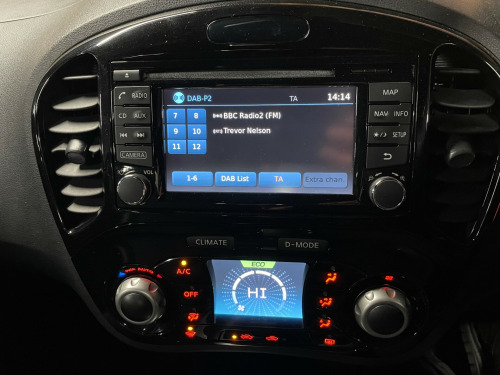 DAB-P2 TA 14:14
RADIO MAP
7 8 BBC Radio2 (FM)
CD AUX NAV INFO
9 10 Trevor Nelson
SETUP
11 12
CAMERA
VOL
1-6 DAB List TA Extra chan.
CLIMATE D-MODE
ECO
A/C
OFF HI